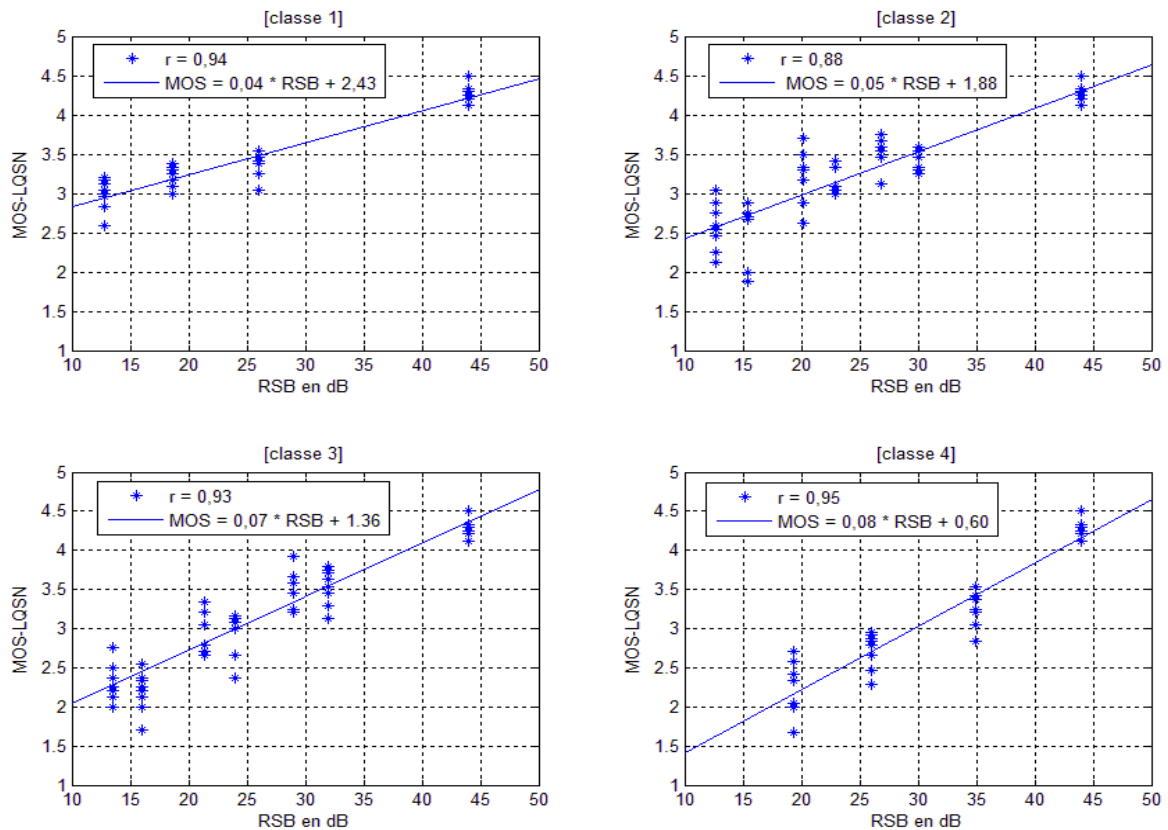 [classe 1]
5
4.5
4
3.5
3
2.5
2
1.5
1
MOS-LQSN
r = 0,94
MOS = 0,04 * RSB + 2,43
10 15 20 25 30 35 40 45 50
RSB en dB
[classe 2]
5
4.5
4
3.5
3
2.5
2
1.5
1
MOS-LQSN
r = 0,88
MOS = 0,05 * RSB + 1,88
10 15 20 25 30 35 40 45 50
RSB en dB
[classe 3]
5
4.5
4
3.5
3
2.5
2
1.5
1
MOS-LQSN
r = 0,93
MOS = 0,07 * RSB + 1.36
10 15 20 25 30 35 40 45 50
RSB en dB
[classe 4]
5
4.5
4
3.5
3
2.5
2
1.5
1
MOS-LQSN
r = 0,95
MOS = 0,08 * RSB + 0,60
10 15 20 25 30 35 40 45 50
RSB en dB